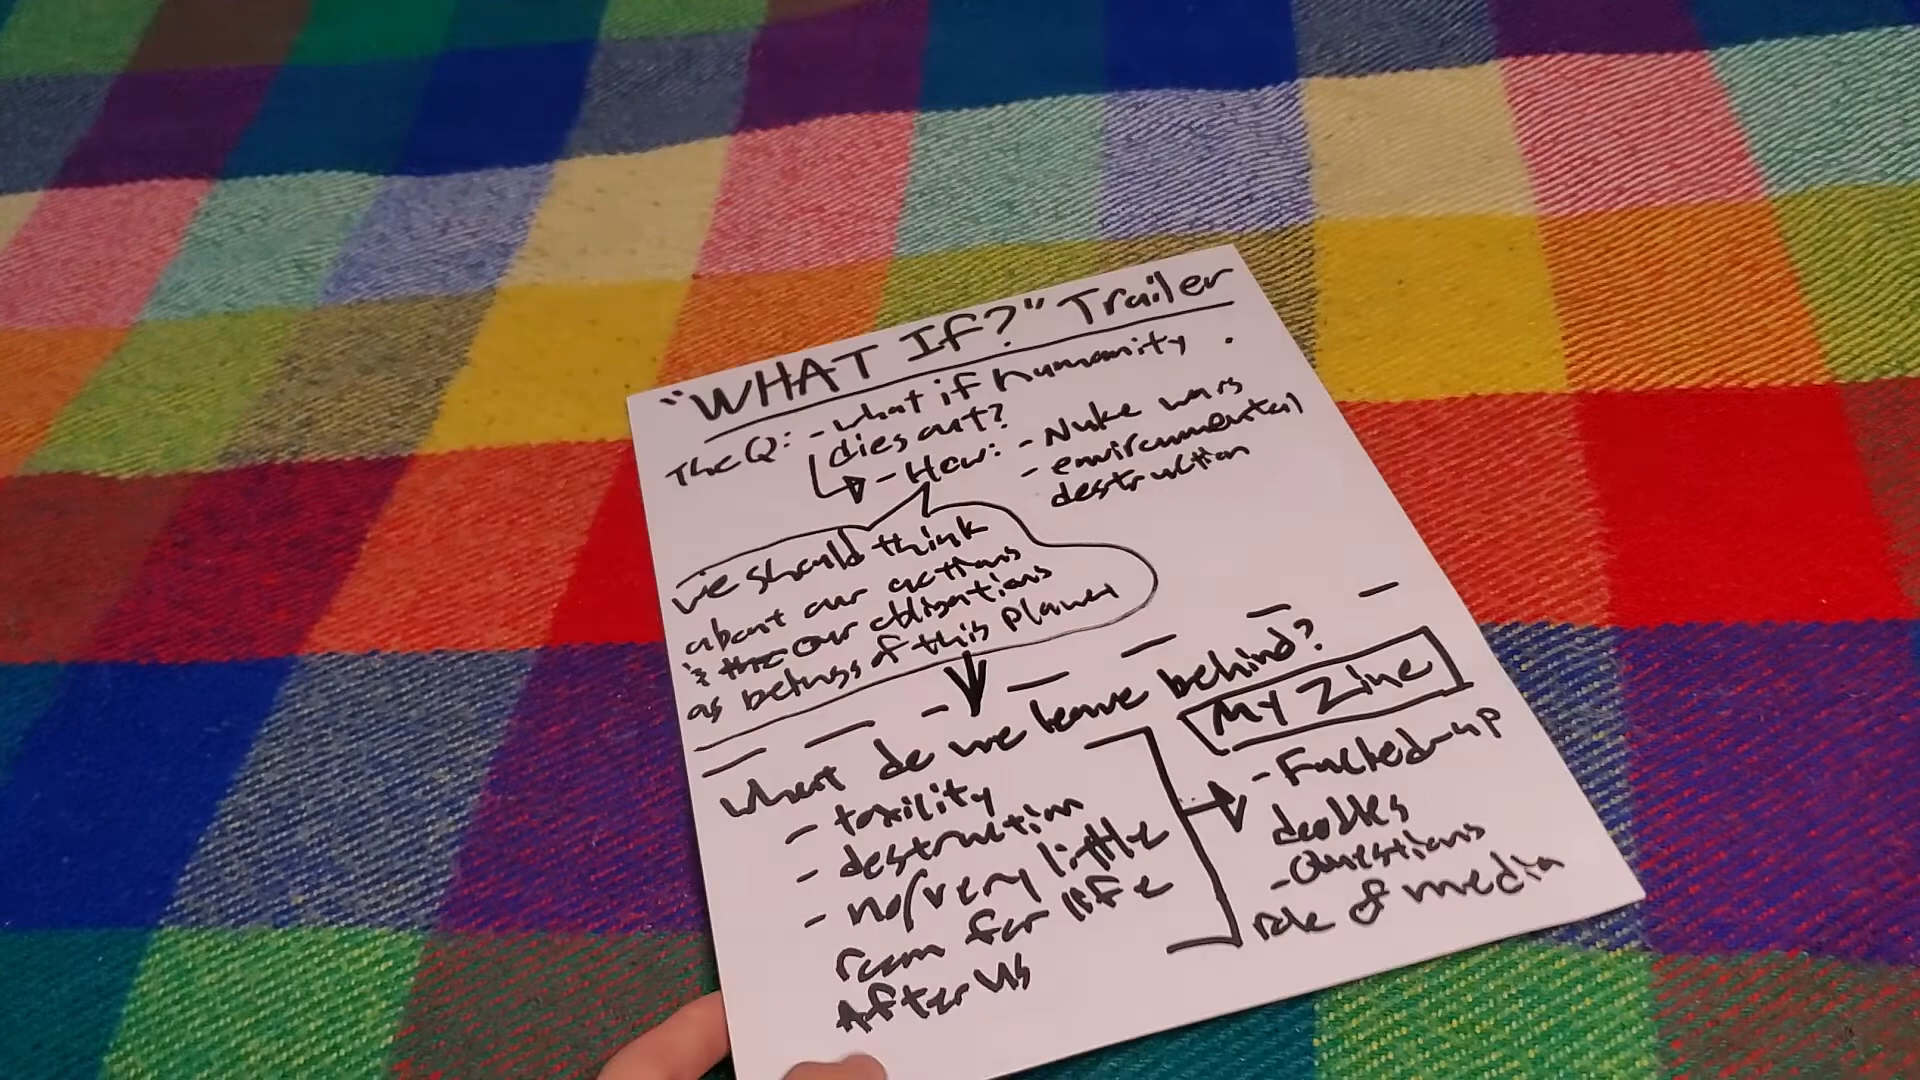 "WHAT IF?" Trailer
The Q: - what if humanity
dies out?
- How: - Nuke wars
- environmental
destruction
we should think
about our actions
& our obligations
as beings of this planet
- What do we leave behind?
- toxicity
- destruction
- no/very little
room for life
After us
My Zine
- Fucked-up
doodles
- Questions
role of media